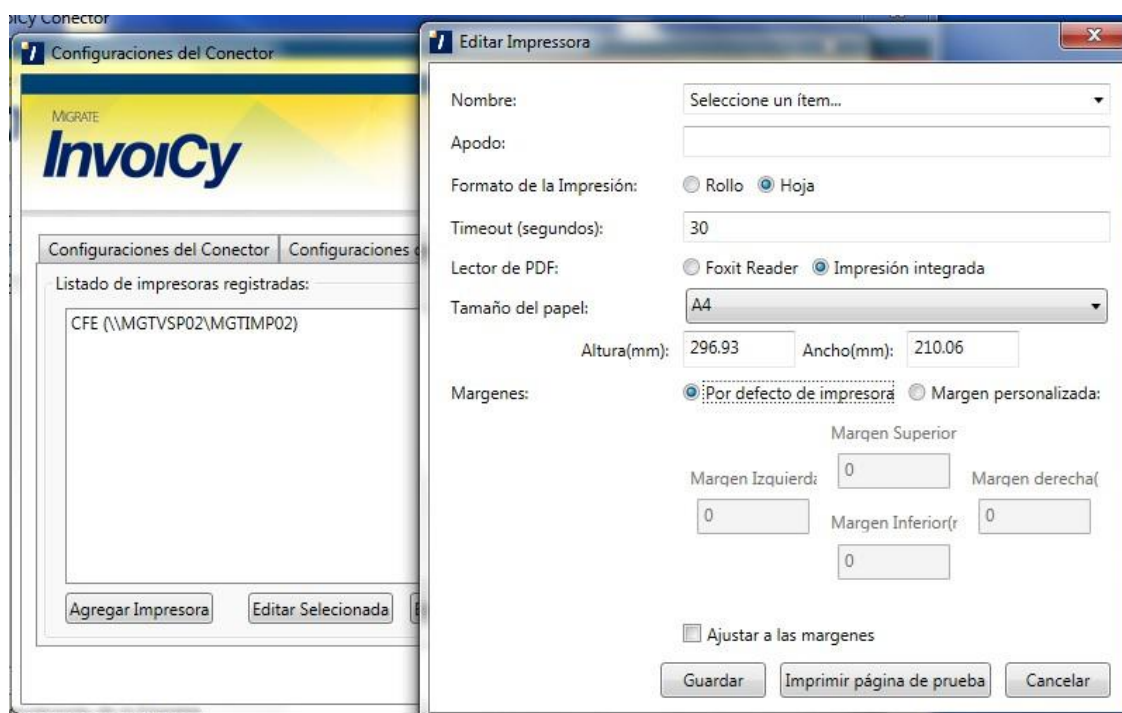 Cy Conector
Configuraciones del Conector
MIGRATE
InvoiCy
Configuraciones del Conector
Configuraciones
Listado de impresoras registradas:
CFE (\\MGTVSP02\MGTIMP02)
Agregar Impresora
Editar Selecionada
Editar Impressora
Nombre:
Seleccione un ítem...
Apodo:
Formato de la Impresión:
Rollo
Hoja
Timeout (segundos):
30
Lector de PDF:
Foxit Reader
Impresión integrada
Tamaño del papel:
A4
Altura(mm):
296.93
Ancho(mm):
210.06
Margenes:
Por defecto de impresora
Margen personalizada:
Margen Superior
0
Margen Izquierda
0
Margen derecha(
0
Margen Inferior(r
0
Ajustar a las margenes
Guardar
Imprimir página de prueba
Cancelar